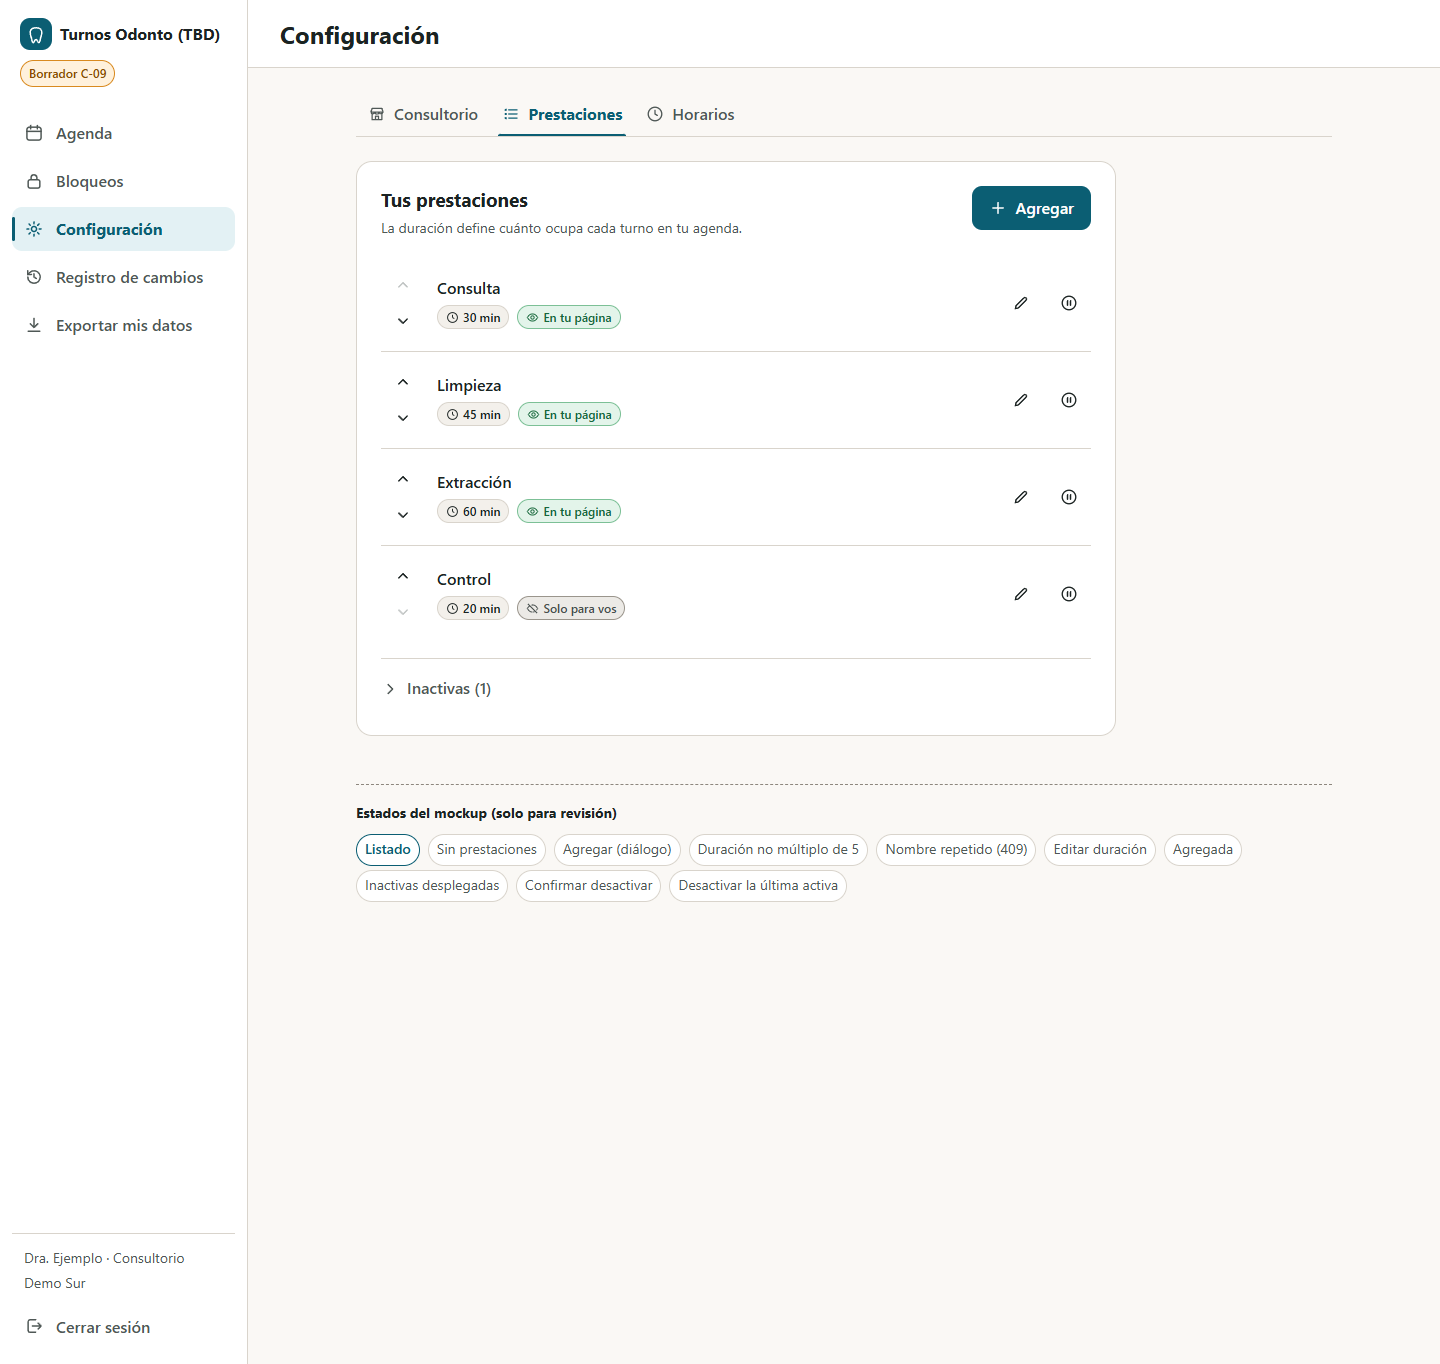 Turnos Odonto (TBD)
Borrador C-09
Agenda
Bloqueos
Configuración
Registro de cambios
Exportar mis datos
Dra. Ejemplo · Consultorio
Demo Sur
Cerrar sesión
Configuración
Consultorio
Prestaciones
Horarios
Tus prestaciones
La duración define cuánto ocupa cada turno en tu agenda.
Agregar
Consulta
30 min
En tu página
Limpieza
45 min
En tu página
Extracción
60 min
En tu página
Control
20 min
Solo para vos
Inactivas (1)
Estados del mockup (solo para revisión)
Listado
Sin prestaciones
Agregar (diálogo)
Duración no múltiplo de 5
Nombre repetido (409)
Editar duración
Agregada
Inactivas desplegadas
Confirmar desactivar
Desactivar la última activa